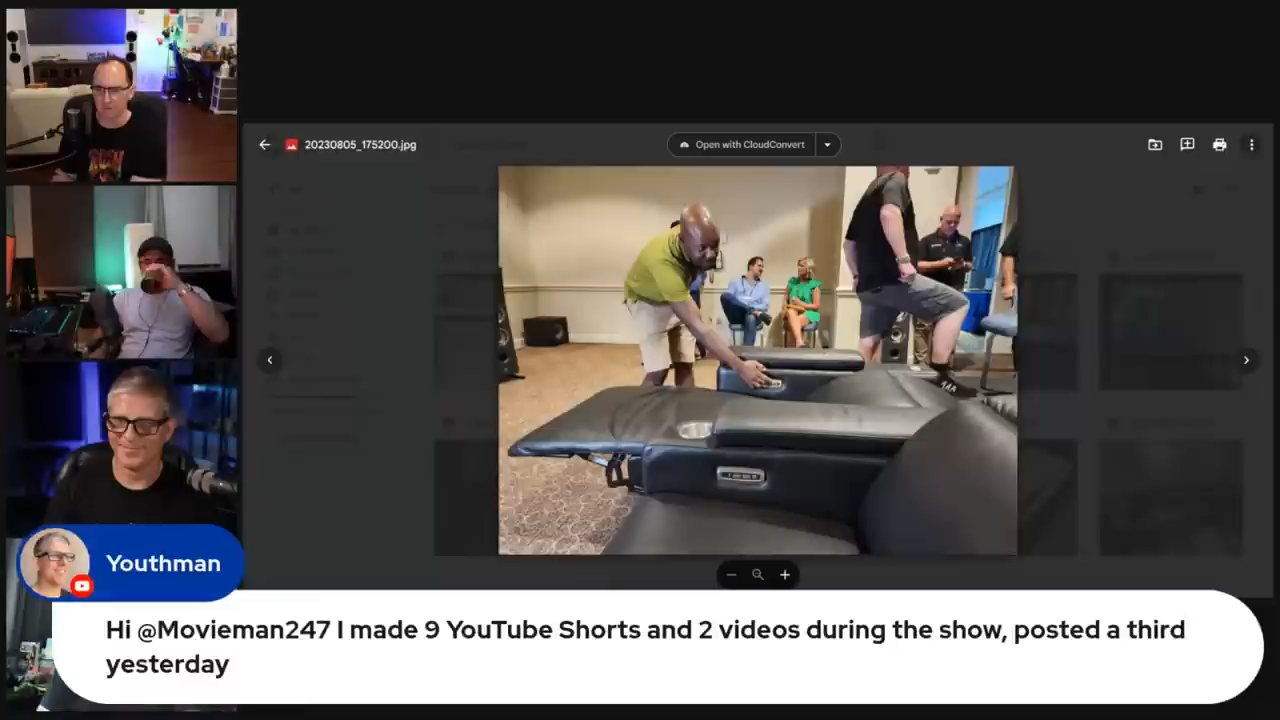 20230805_175200.jpg
Open with CloudConvert
Youthman
Hi @Movieman247 I made 9 YouTube Shorts and 2 videos during the show, posted a third
yesterday